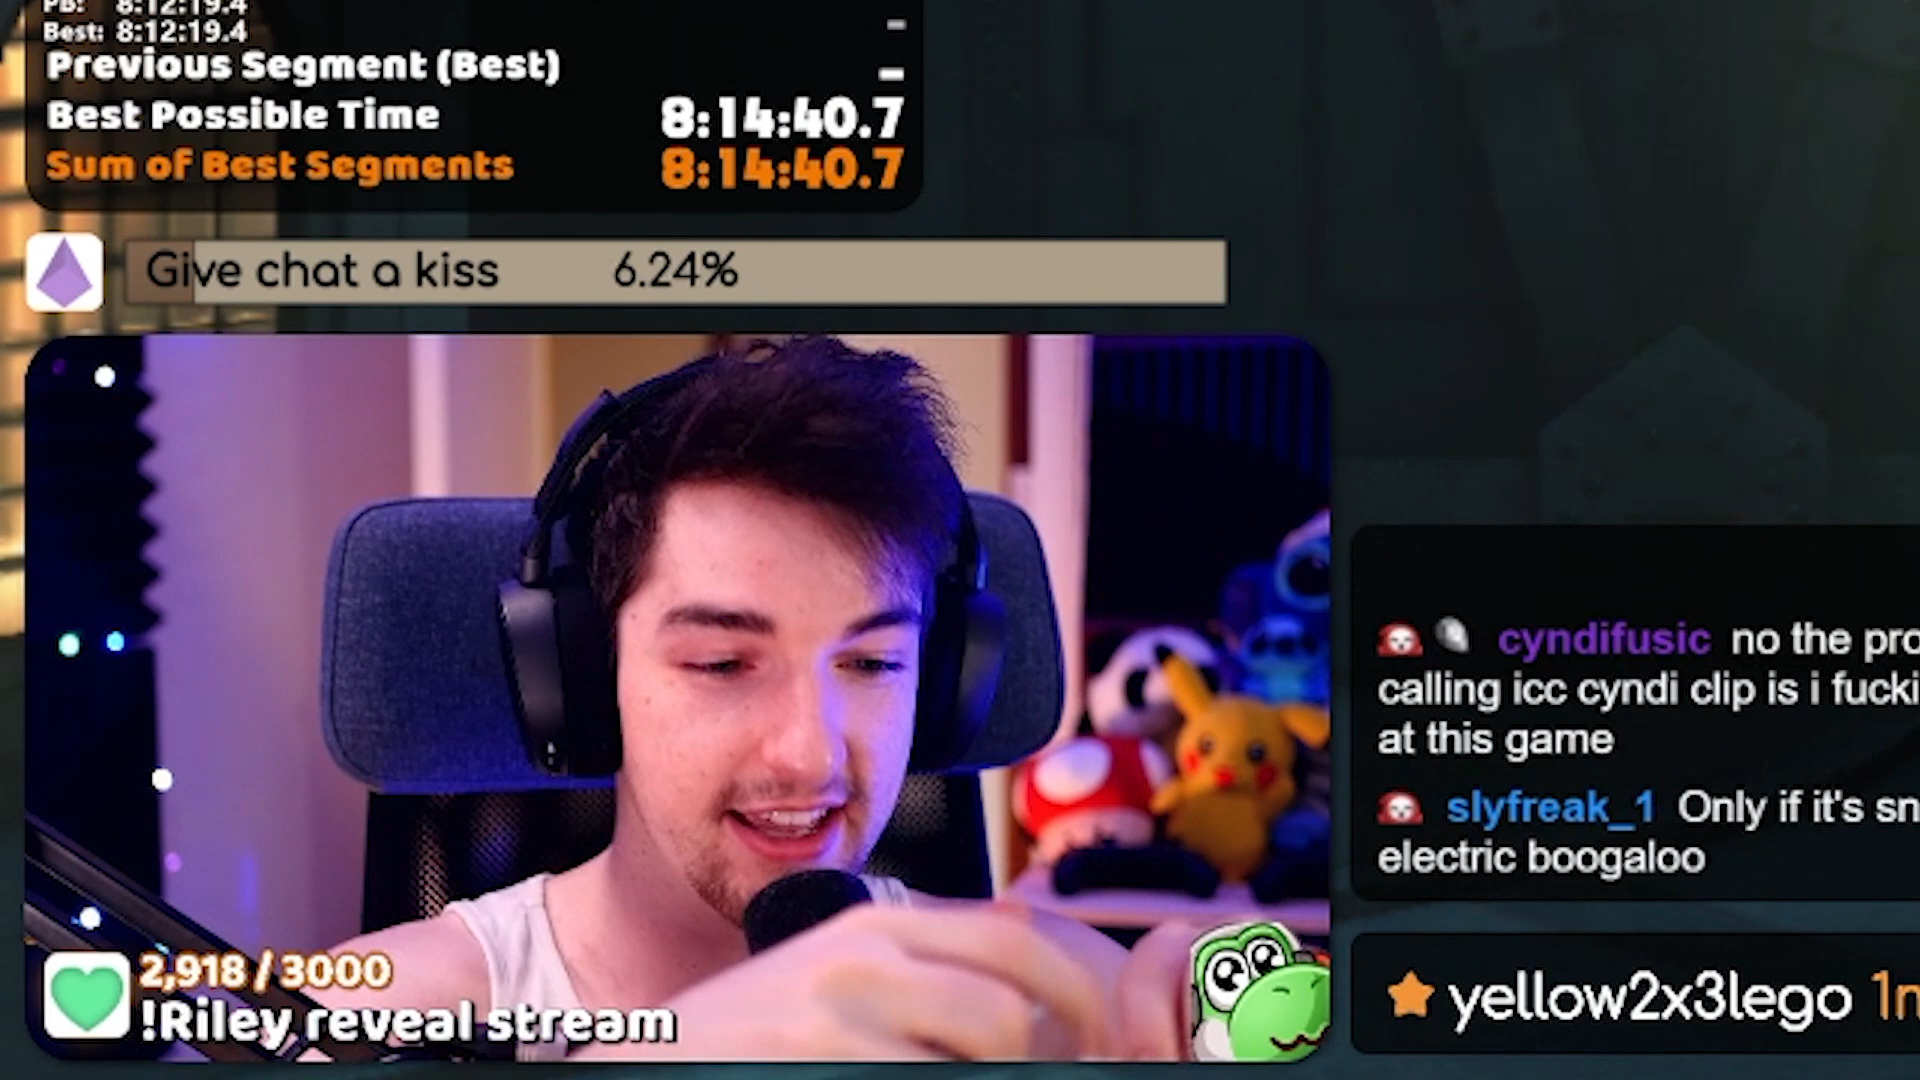 PB: 8:12:19.4
Best: 8:12:19.4 -
Previous Segment (Best) -
Best Possible Time 8:14:40.7
Sum of Best Segments 8:14:40.7
Give chat a kiss 6.24%
cyndifusic no the pro
calling icc cyndi clip is i fucki
at this game
slyfreak_1 Only if it's sn
electric boogaloo
2,918 / 3000
!Riley reveal stream
yellow2x3lego 1m